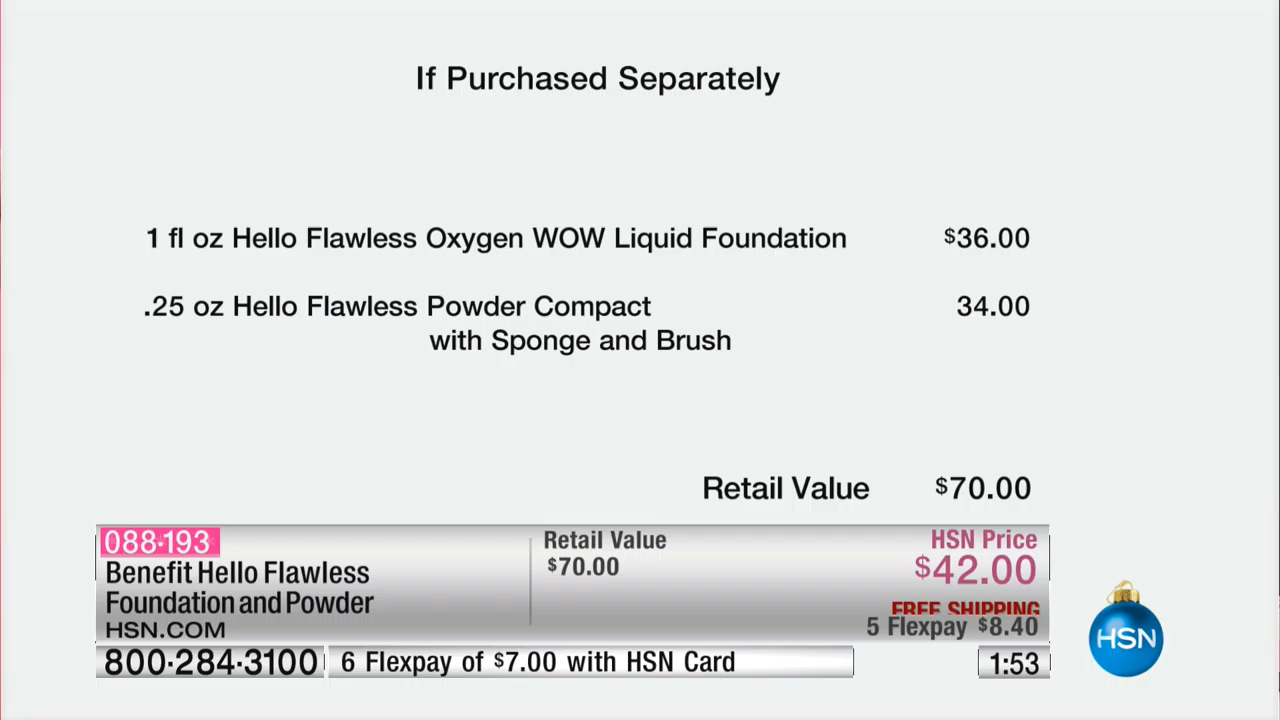 If Purchased Separately
1 fl oz Hello Flawless Oxygen WOW Liquid Foundation $36.00
.25 oz Hello Flawless Powder Compact 34.00
with Sponge and Brush
Retail Value $70.00
088·193
Benefit Hello Flawless
Foundation and Powder
HSN.COM
Retail Value
$70.00
HSN Price
$42.00
FREE SHIPPING
5 Flexpay $8.40
800·284·3100
6 Flexpay of $7.00 with HSN Card
1:53
HSN